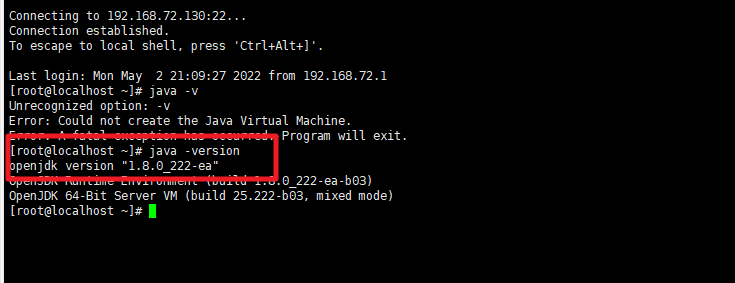 Connecting to 192.168.72.130:22...
Connection established.
To escape to local shell, press 'Ctrl+Alt+]'.
Last login: Mon May  2 21:09:27 2022 from 192.168.72.1
[root@localhost ~]# java -v
Unrecognized option: -v
Error: Could not create the Java Virtual Machine.
Error: A fatal exception has occurred. Program will exit.
[root@localhost ~]# java -version
openjdk version "1.8.0_222-ea"
OpenJDK Runtime Environment (build 1.8.0_222-ea-b03)
OpenJDK 64-Bit Server VM (build 25.222-b03, mixed mode)
[root@localhost ~]#